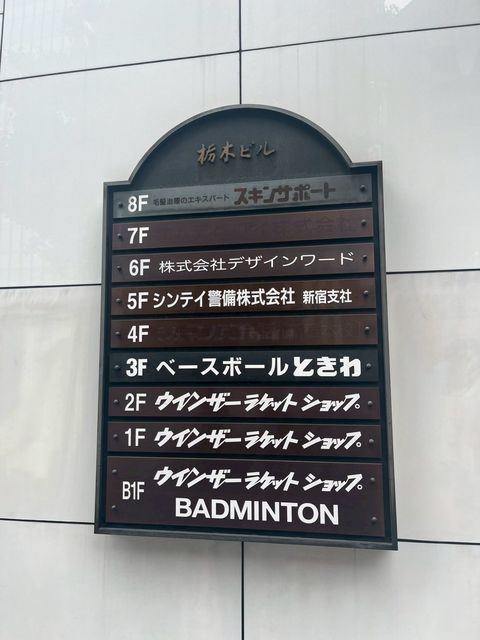 栃木ビル
8F 毛髪治療のエキスパート スキンサポート
7F
6F 株式会社デザインワード
5F シンテイ警備株式会社 新宿支社
4F
3F ベースボールときわ
2F ウインザーラケットショップ。
1F ウインザーラケットショップ。
B1F ウインザーラケットショップ。
BADMINTON